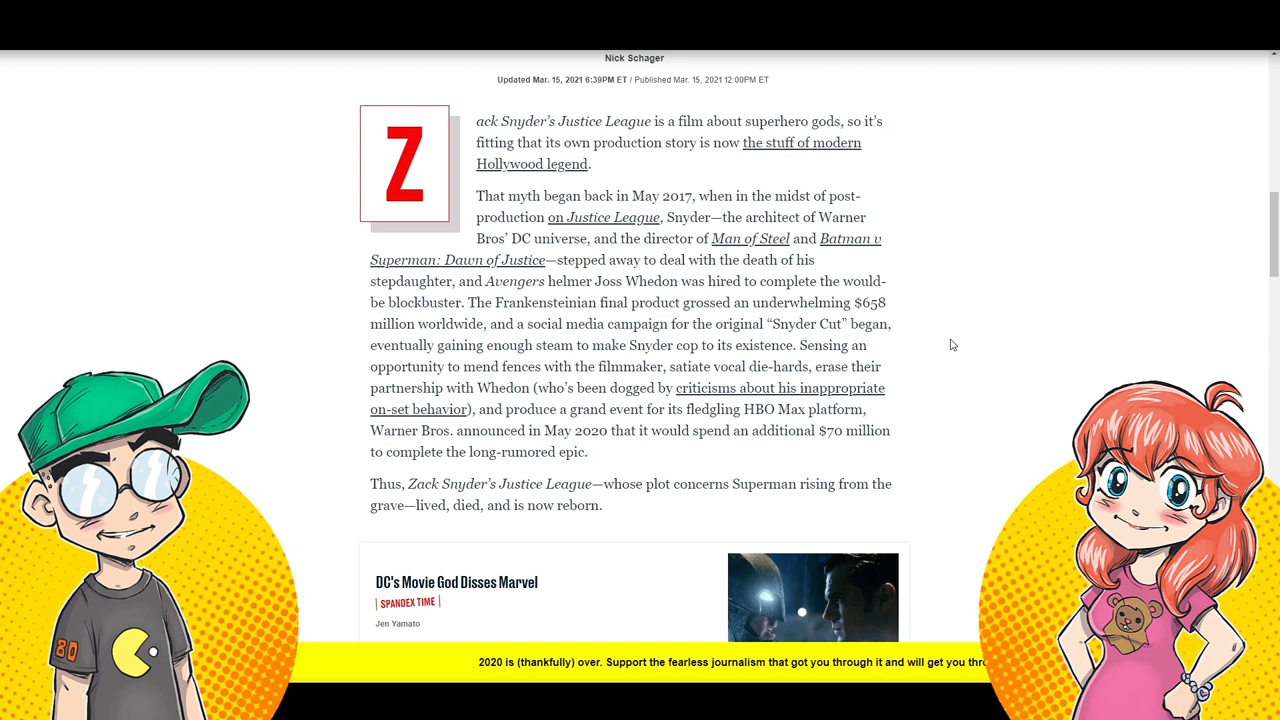 Nick Schager
Updated Mar. 15, 2021 6:39PM ET / Published Mar. 15, 2021 12:00PM ET
Zack Snyder’s Justice League is a film about superhero gods, so it’s
fitting that its own production story is now the stuff of modern
Hollywood legend.
That myth began back in May 2017, when in the midst of post-
production on Justice League, Snyder—the architect of Warner
Bros’ DC universe, and the director of Man of Steel and Batman v
Superman: Dawn of Justice—stepped away to deal with the death of his
stepdaughter, and Avengers helmer Joss Whedon was hired to complete the would-
be blockbuster. The Frankensteinian final product grossed an underwhelming $658
million worldwide, and a social media campaign for the original “Snyder Cut” began,
eventually gaining enough steam to make Snyder cop to its existence. Sensing an
opportunity to mend fences with the filmmaker, satiate vocal die-hards, erase their
partnership with Whedon (who’s been dogged by criticisms about his inappropriate
on-set behavior), and produce a grand event for its fledgling HBO Max platform,
Warner Bros. announced in May 2020 that it would spend an additional $70 million
to complete the long-rumored epic.
Thus, Zack Snyder’s Justice League—whose plot concerns Superman rising from the
grave—lived, died, and is now reborn.
DC's Movie God Disses Marvel
SPANDEX TIME
Jen Yamato
80
2020 is (thankfully) over. Support the fearless journalism that got you through it and will get you thr